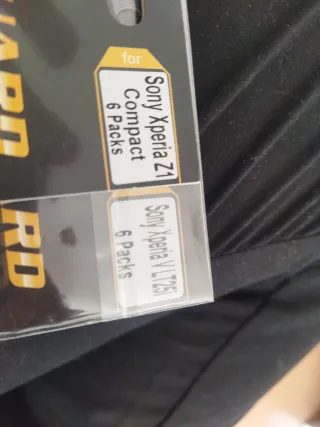 for
Sony Xperia Z1
Compact
6 Packs
Sony Xperia V LT25i
6 Packs